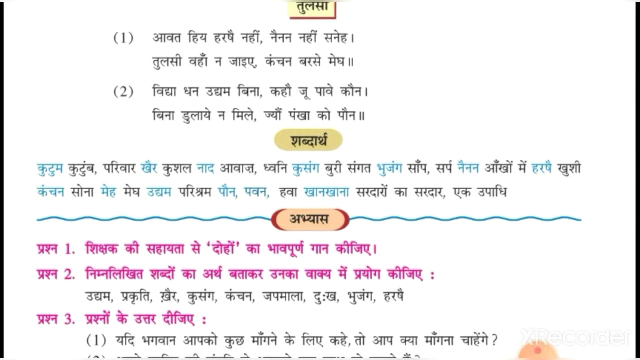 तुलसी
(1) आवत हिय हरषै नहीं, नैनन नहीं सनेह।
तुलसी वहाँ न जाइए, कंचन बरसे मेघ॥
(2) विद्या धन उद्यम बिना, कहौ जू पावे कौन।
बिना डुलाये न मिले, ज्यौं पंखा को पौन॥
शब्दार्थ
कुटुम कुटुंब, परिवार खैर कुशल नाद आवाज़, ध्वनि कुसंग बुरी संगत भुजंग साँप, सर्प नैनन आँखों में हरषै खुशी
कंचन सोना मेह मेघ उद्यम परिश्रम पौन, पवन, हवा खानखाना सरदारों का सरदार, एक उपाधि
अभ्यास
प्रश्न 1. शिक्षक की सहायता से 'दोहों' का भावपूर्ण गान कीजिए।
प्रश्न 2. निम्नलिखित शब्दों का अर्थ बताकर उनका वाक्य में प्रयोग कीजिए :
उद्यम, प्रकृति, ख़ैर, कुसंग, कंचन, जपमाला, दुःख, भुजंग, हरषै
प्रश्न 3. प्रश्नों के उत्तर दीजिए :
(1) यदि भगवान आपको कुछ माँगने के लिए कहे, तो आप क्या माँगना चाहेंगे ?
XRecorder